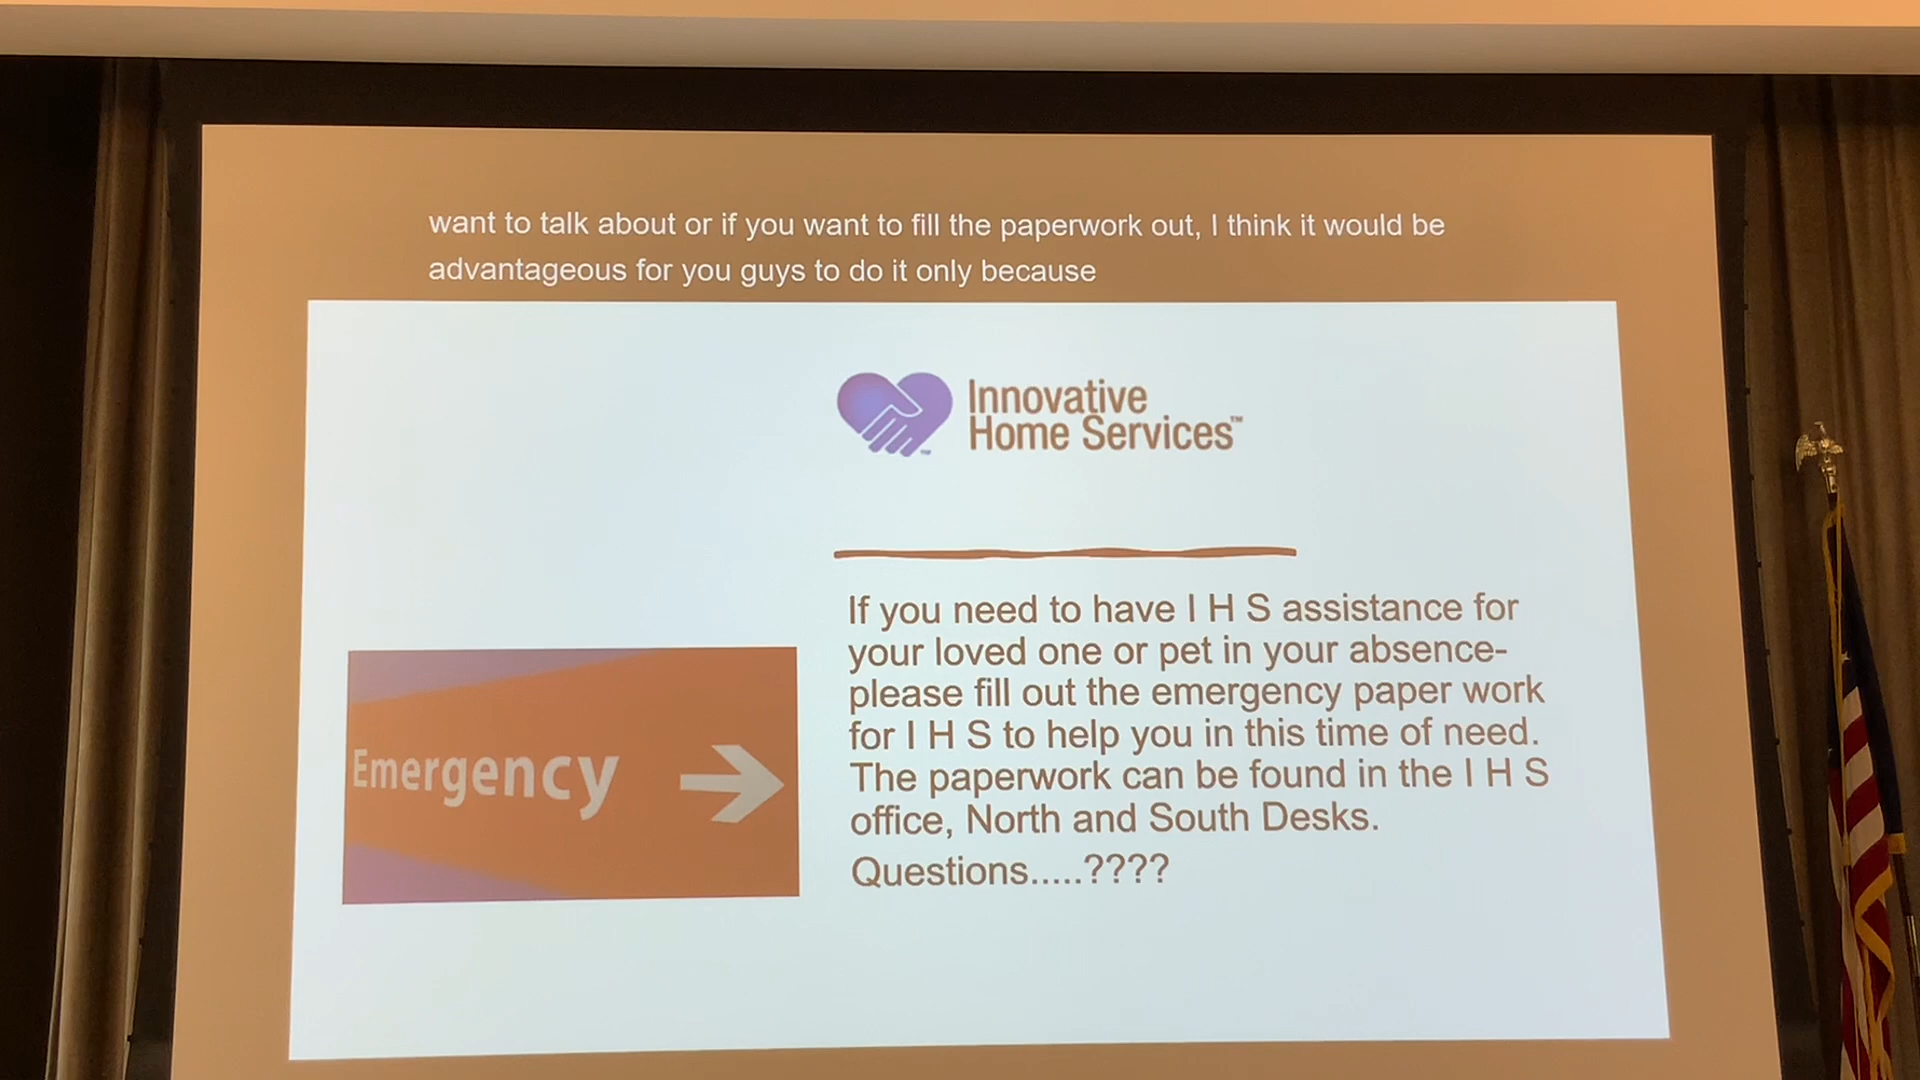 want to talk about or if you want to fill the paperwork out, I think it would be
advantageous for you guys to do it only because
Innovative
Home Services™
If you need to have I H S assistance for
your loved one or pet in your absence-
please fill out the emergency paper work
for I H S to help you in this time of need.
The paperwork can be found in the I H S
office, North and South Desks.
Questions.....????
Emergency